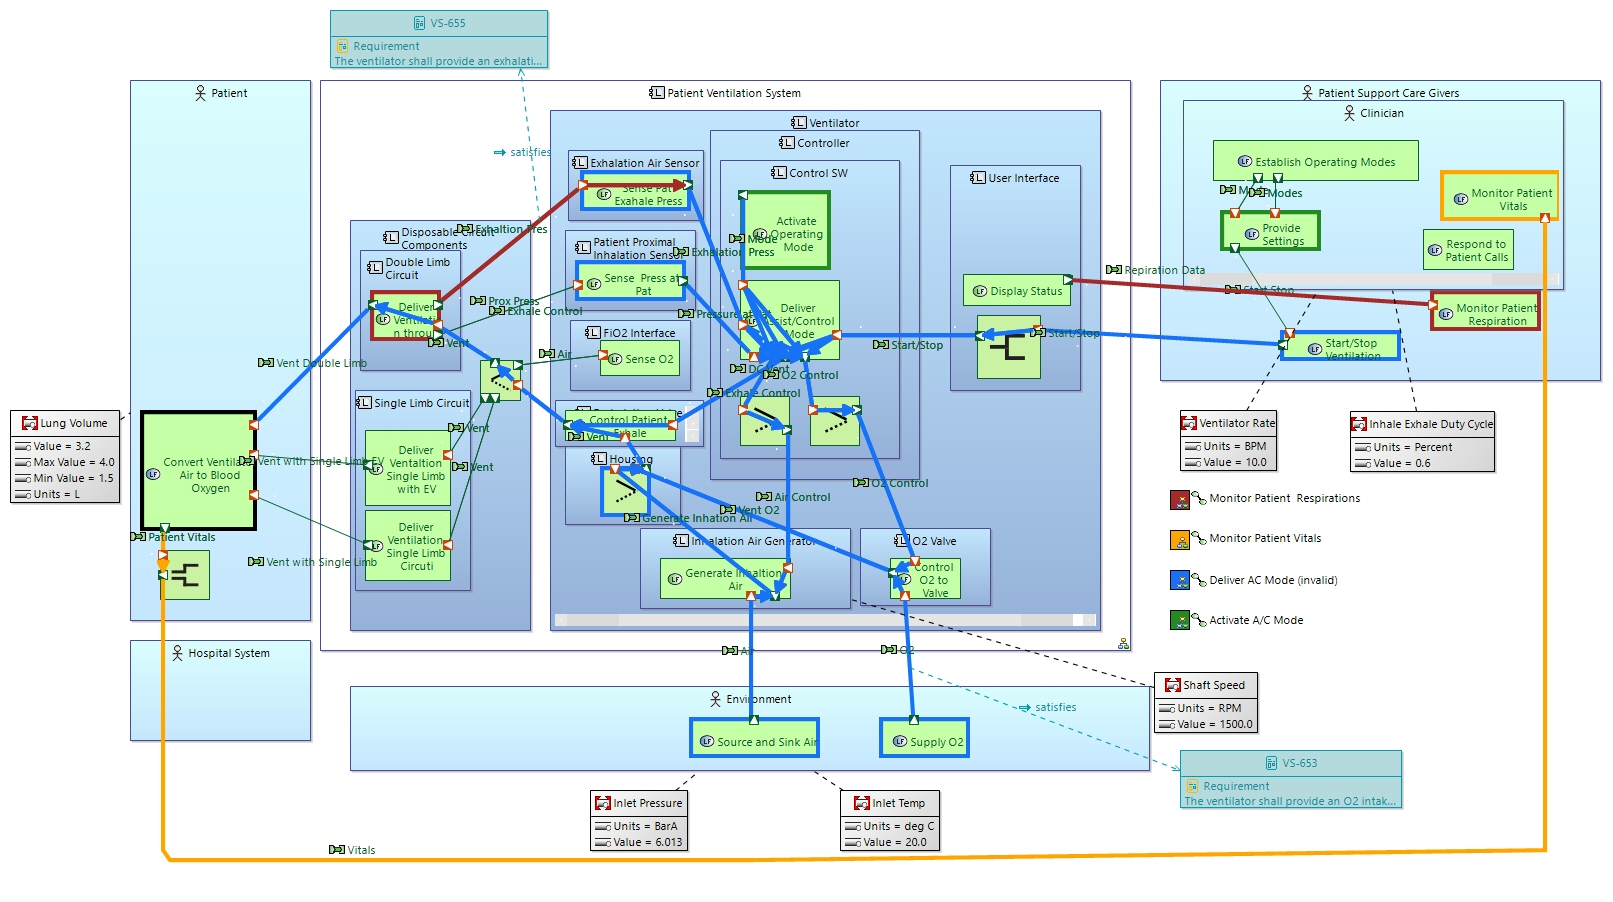 VS-655
Requirement
The ventilator shall provide an exhalati...
satisfies
Patient
Patient Ventilation System
Patient Support Care Givers
Clinician
Ventilator
Controller
Control SW
Exhalation Air Sensor
Sense Pat
Exahale Press
User Interface
Establish Operating Modes
Modes
Monitor Patient
Vitals
Provide
Settings
Respond to
Patient Calls
Activate
Operating
Mode
Mode
Press
Exhaltion Pres
Disposable Circuit
Components
Double Limb
Circuit
Deliver
Ventilati
n throu
Patient Proximal
Inhalation Sensor
Sense Press at
Pat
Prox Press
Exhale Control
Repiration Data
Display Status
Start Stop
Monitor Patient
Respiration
Deliver
Assist/Control
Mode
Start/Stop
Start/Stop
Start/Stop
Ventilation
FiO2 Interface
Sense O2
Air
Vent
Vent Double Limb
O2 Control
Exhale Control
Single Limb Circuit
Control Patient
Exhale
Vent
Vent
Vent
Deliver
Ventaltion
Single Limb
with EV
Vent with Single Limb EV
Convert Ventilat
Air to Blood
Oxygen
Lung Volume
Value = 3.2
Max Value = 4.0
Min Value = 1.5
Units = L
Ventilator Rate
Units = BPM
Value = 10.0
Inhale Exhale Duty Cycle
Units = Percent
Value = 0.6
Housing
Generate Inhation Air
Air Control
Vent O2
O2 Control
Monitor Patient Respirations
Monitor Patient Vitals
Deliver AC Mode (invalid)
Activate A/C Mode
Patient Vitals
Deliver
Ventilation
Single Limb
Circuti
Vent with Single Limb
Inhalation Air Generator
Generate Inhaltion
Air
O2 Valve
Control
O2 to
Valve
Hospital System
Air
O2
Environment
Source and Sink Air
Supply O2
satisfies
Shaft Speed
Units = RPM
Value = 1500.0
VS-653
Requirement
The ventilator shall provide an O2 intak...
Inlet Pressure
Units = BarA
Value = 6.013
Inlet Temp
Units = deg C
Value = 20.0
Vitals